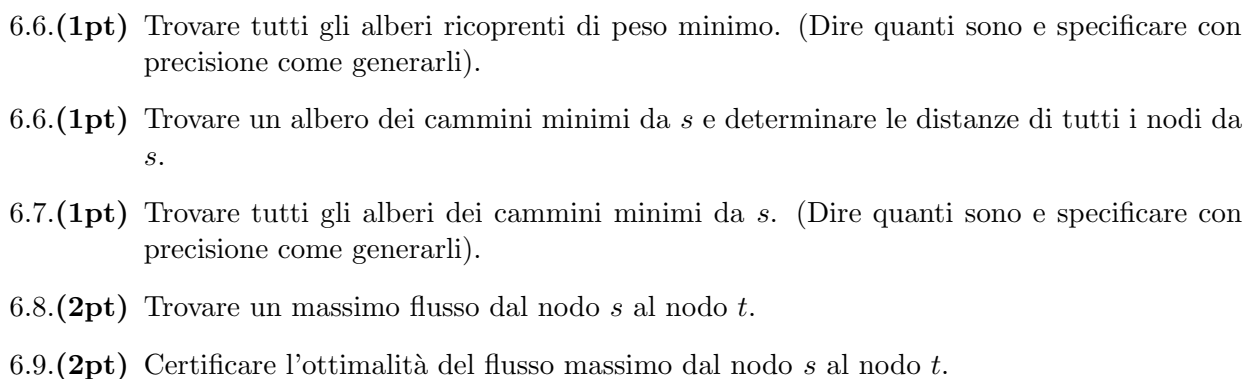 6.6.(1pt) Trovare tutti gli alberi ricoprenti di peso minimo. (Dire quanti sono e specificare con
precisione come generarli).
6.6.(1pt) Trovare un albero dei cammini minimi da s e determinare le distanze di tutti i nodi da
s.
6.7.(1pt) Trovare tutti gli alberi dei cammini minimi da s. (Dire quanti sono e specificare con
precisione come generarli).
6.8.(2pt) Trovare un massimo flusso dal nodo s al nodo t.
6.9.(2pt) Certificare l'ottimalità del flusso massimo dal nodo s al nodo t.